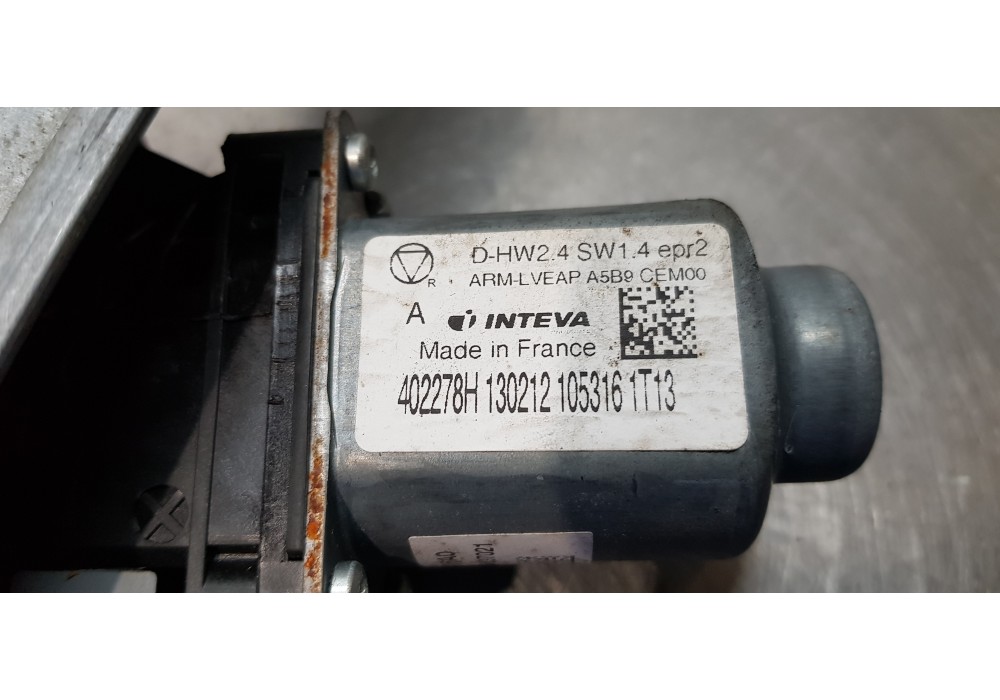 D-HW2.4 SW1.4 epr2
R ARM-LVEAP A5B9 CEM00
A INTEVA
Made in France
402278H 130212 105316 1T13